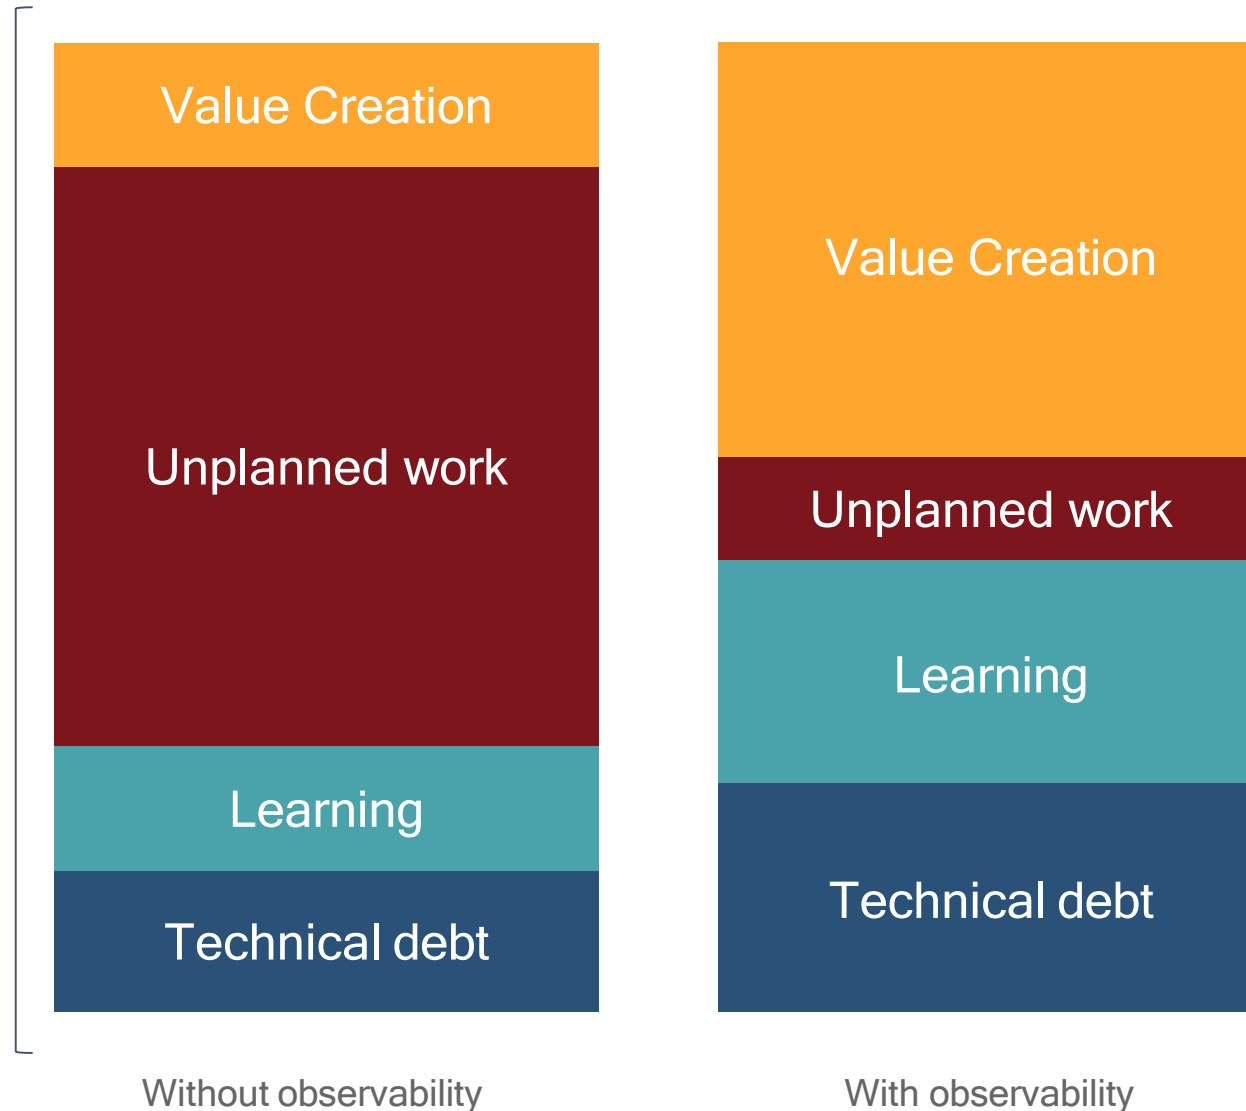 Value Creation
Unplanned work
Learning
Technical debt
Without observability
Value Creation
Unplanned work
Learning
Technical debt
With observability